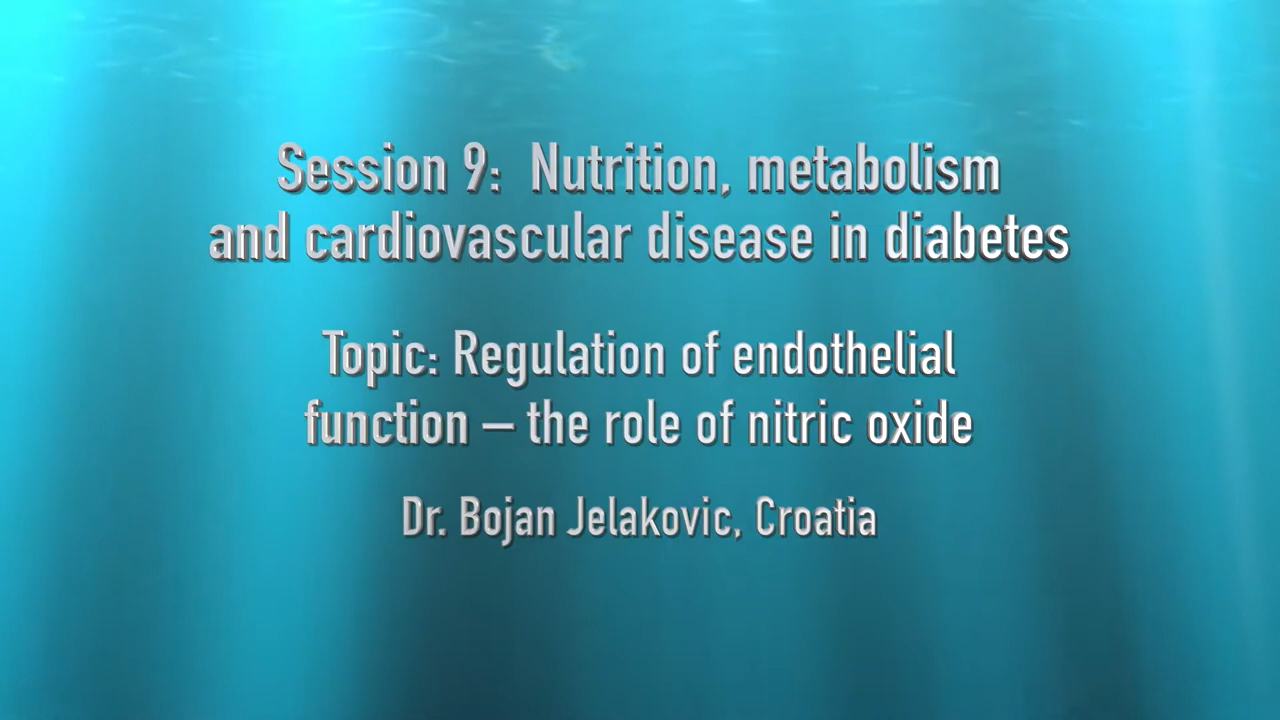 Session 9:  Nutrition, metabolism
and cardiovascular disease in diabetes
Topic: Regulation of endothelial
function – the role of nitric oxide
Dr. Bojan Jelakovic, Croatia